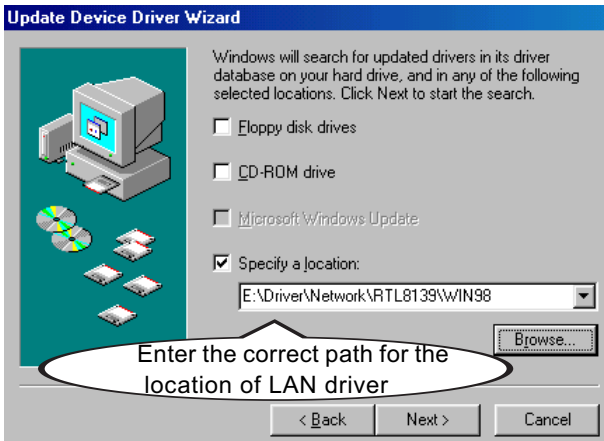 Update Device Driver Wizard
Windows will search for updated drivers in its driver
database on your hard drive, and in any of the following
selected locations. Click Next to start the search.
Floppy disk drives
CD-ROM drive
Microsoft Windows Update
Specify a location:
E:\Driver\Network\RTL8139\WIN98
Browse...
Enter the correct path for the
location of LAN driver
< Back
Next >
Cancel